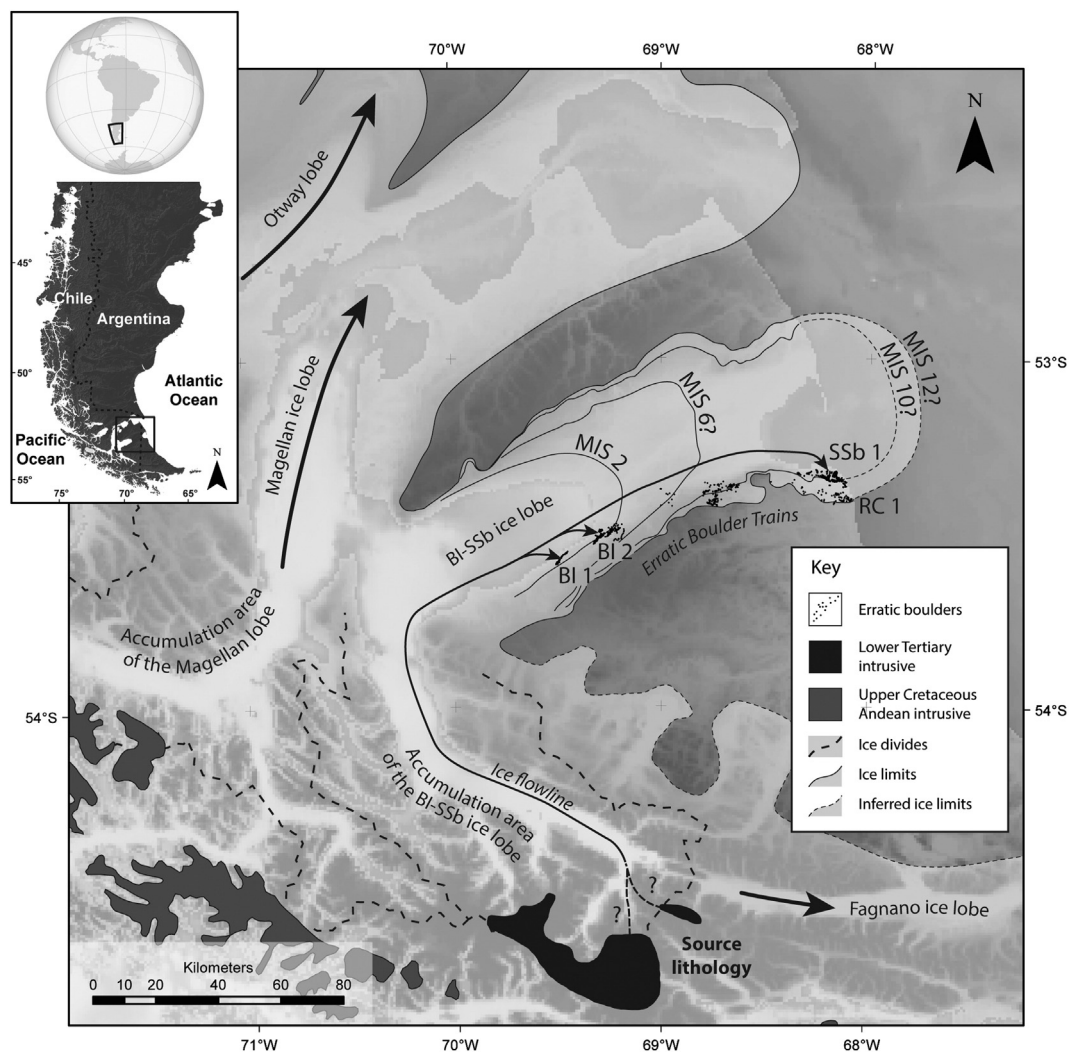 70°W
69°W
68°W
N
45°
Chile
Argentina
50°
Atlantic
Ocean
Pacific
Ocean
N
55°
75°
70°
65°
Otway lobe
Magellan ice lobe
53°S
MIS 12?
MIS 10?
MIS 6?
MIS 2
SSb 1
RC 1
BI-SSb ice lobe
BI 2
BI 1
Erratic Boulder Trains
Accumulation area
of the Magellan lobe
Key
Erratic boulders
Lower Tertiary
intrusive
Upper Cretaceous
Andean intrusive
Ice divides
Ice limits
Inferred ice limits
54°S
54°S
Ice flowline
Accumulation area
of the BI-SSb ice lobe
?
?
Fagnano ice lobe
Source
lithology
Kilometers
0 10 20 40 60 80
71°W
70°W
69°W
68°W